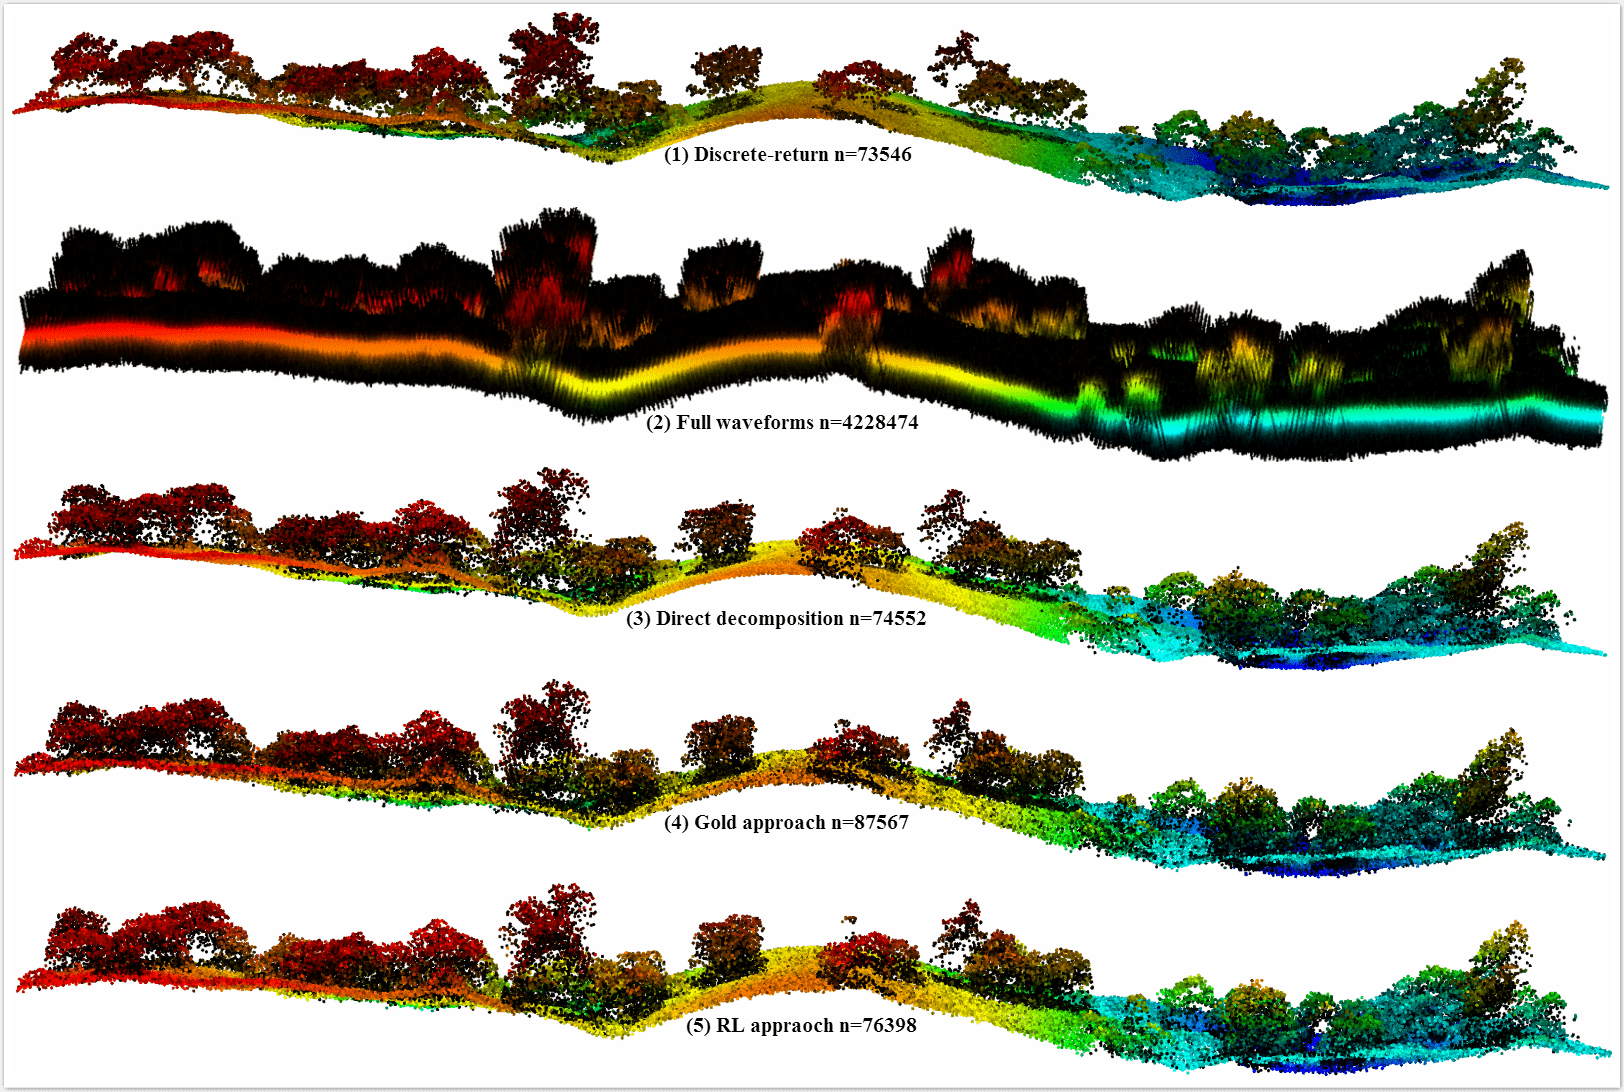 (1) Discrete-return n=73546
(2) Full waveforms n=4228474
(3) Direct decomposition n=74552
(4) Gold approach n=87567
(5) RL appraoch n=76398